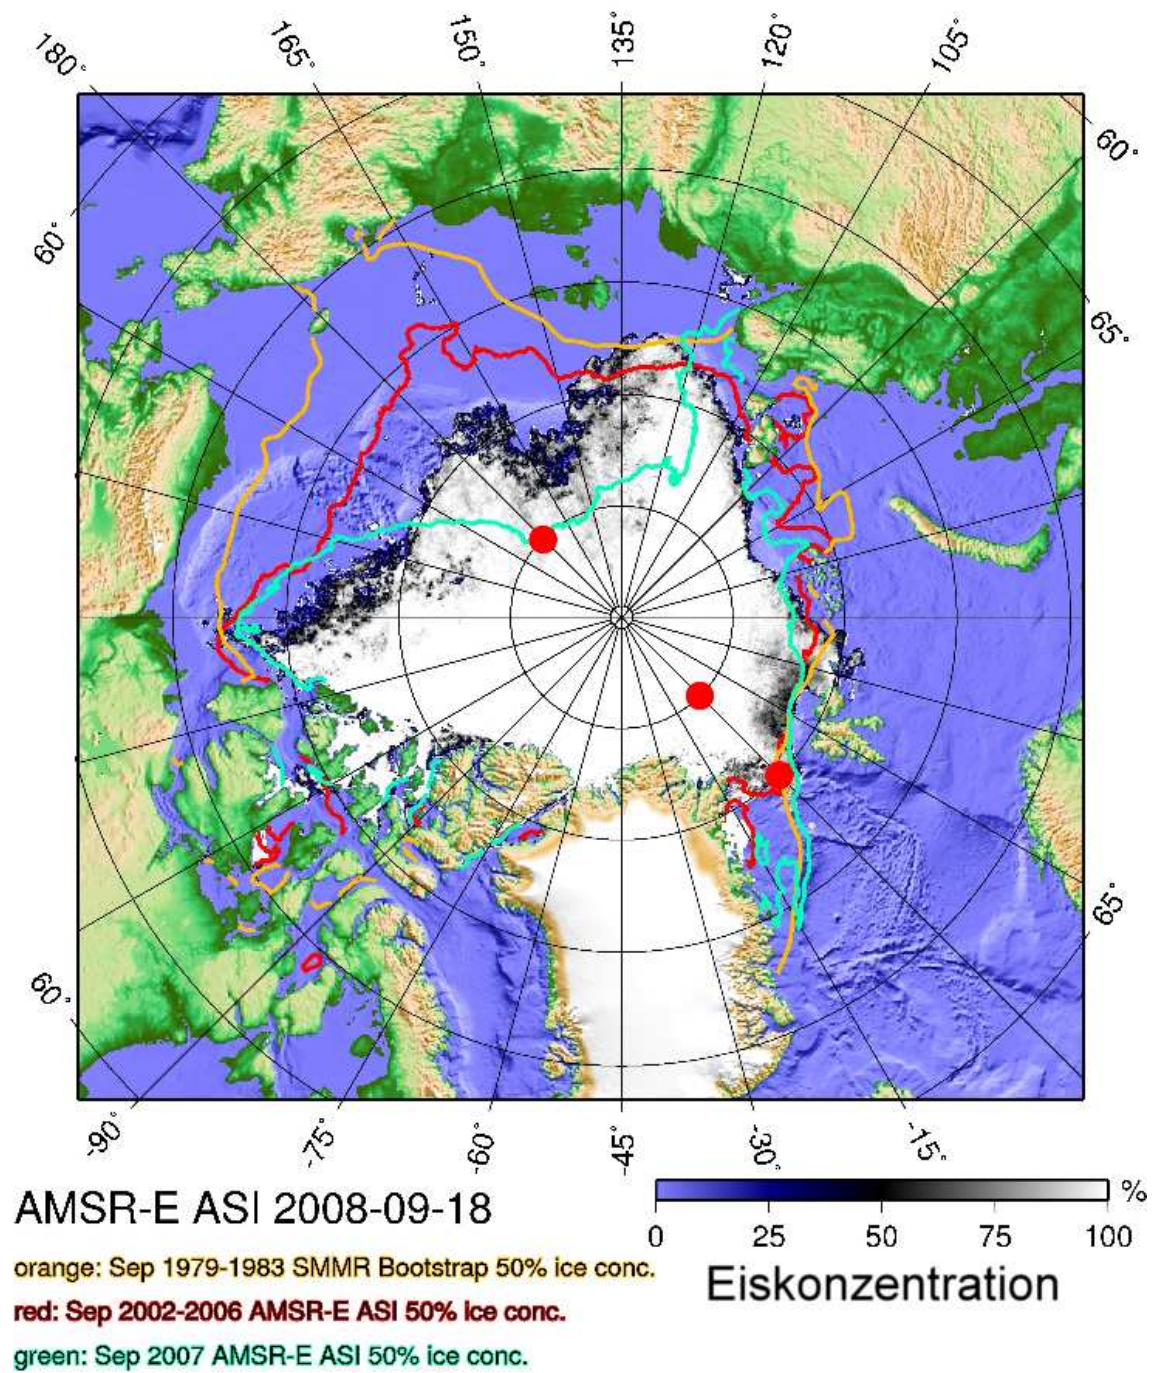 180° 165° 150° 135° 120° 105°
60°
60°
65°
65°
60°
-90° -75° -60° -45° -30° -15°
AMSR-E ASI 2008-09-18
%
0 25 50 75 100
orange: Sep 1979-1983 SMMR Bootstrap 50% ice conc.
Eiskonzentration
red: Sep 2002-2006 AMSR-E ASI 50% ice conc.
green: Sep 2007 AMSR-E ASI 50% ice conc.